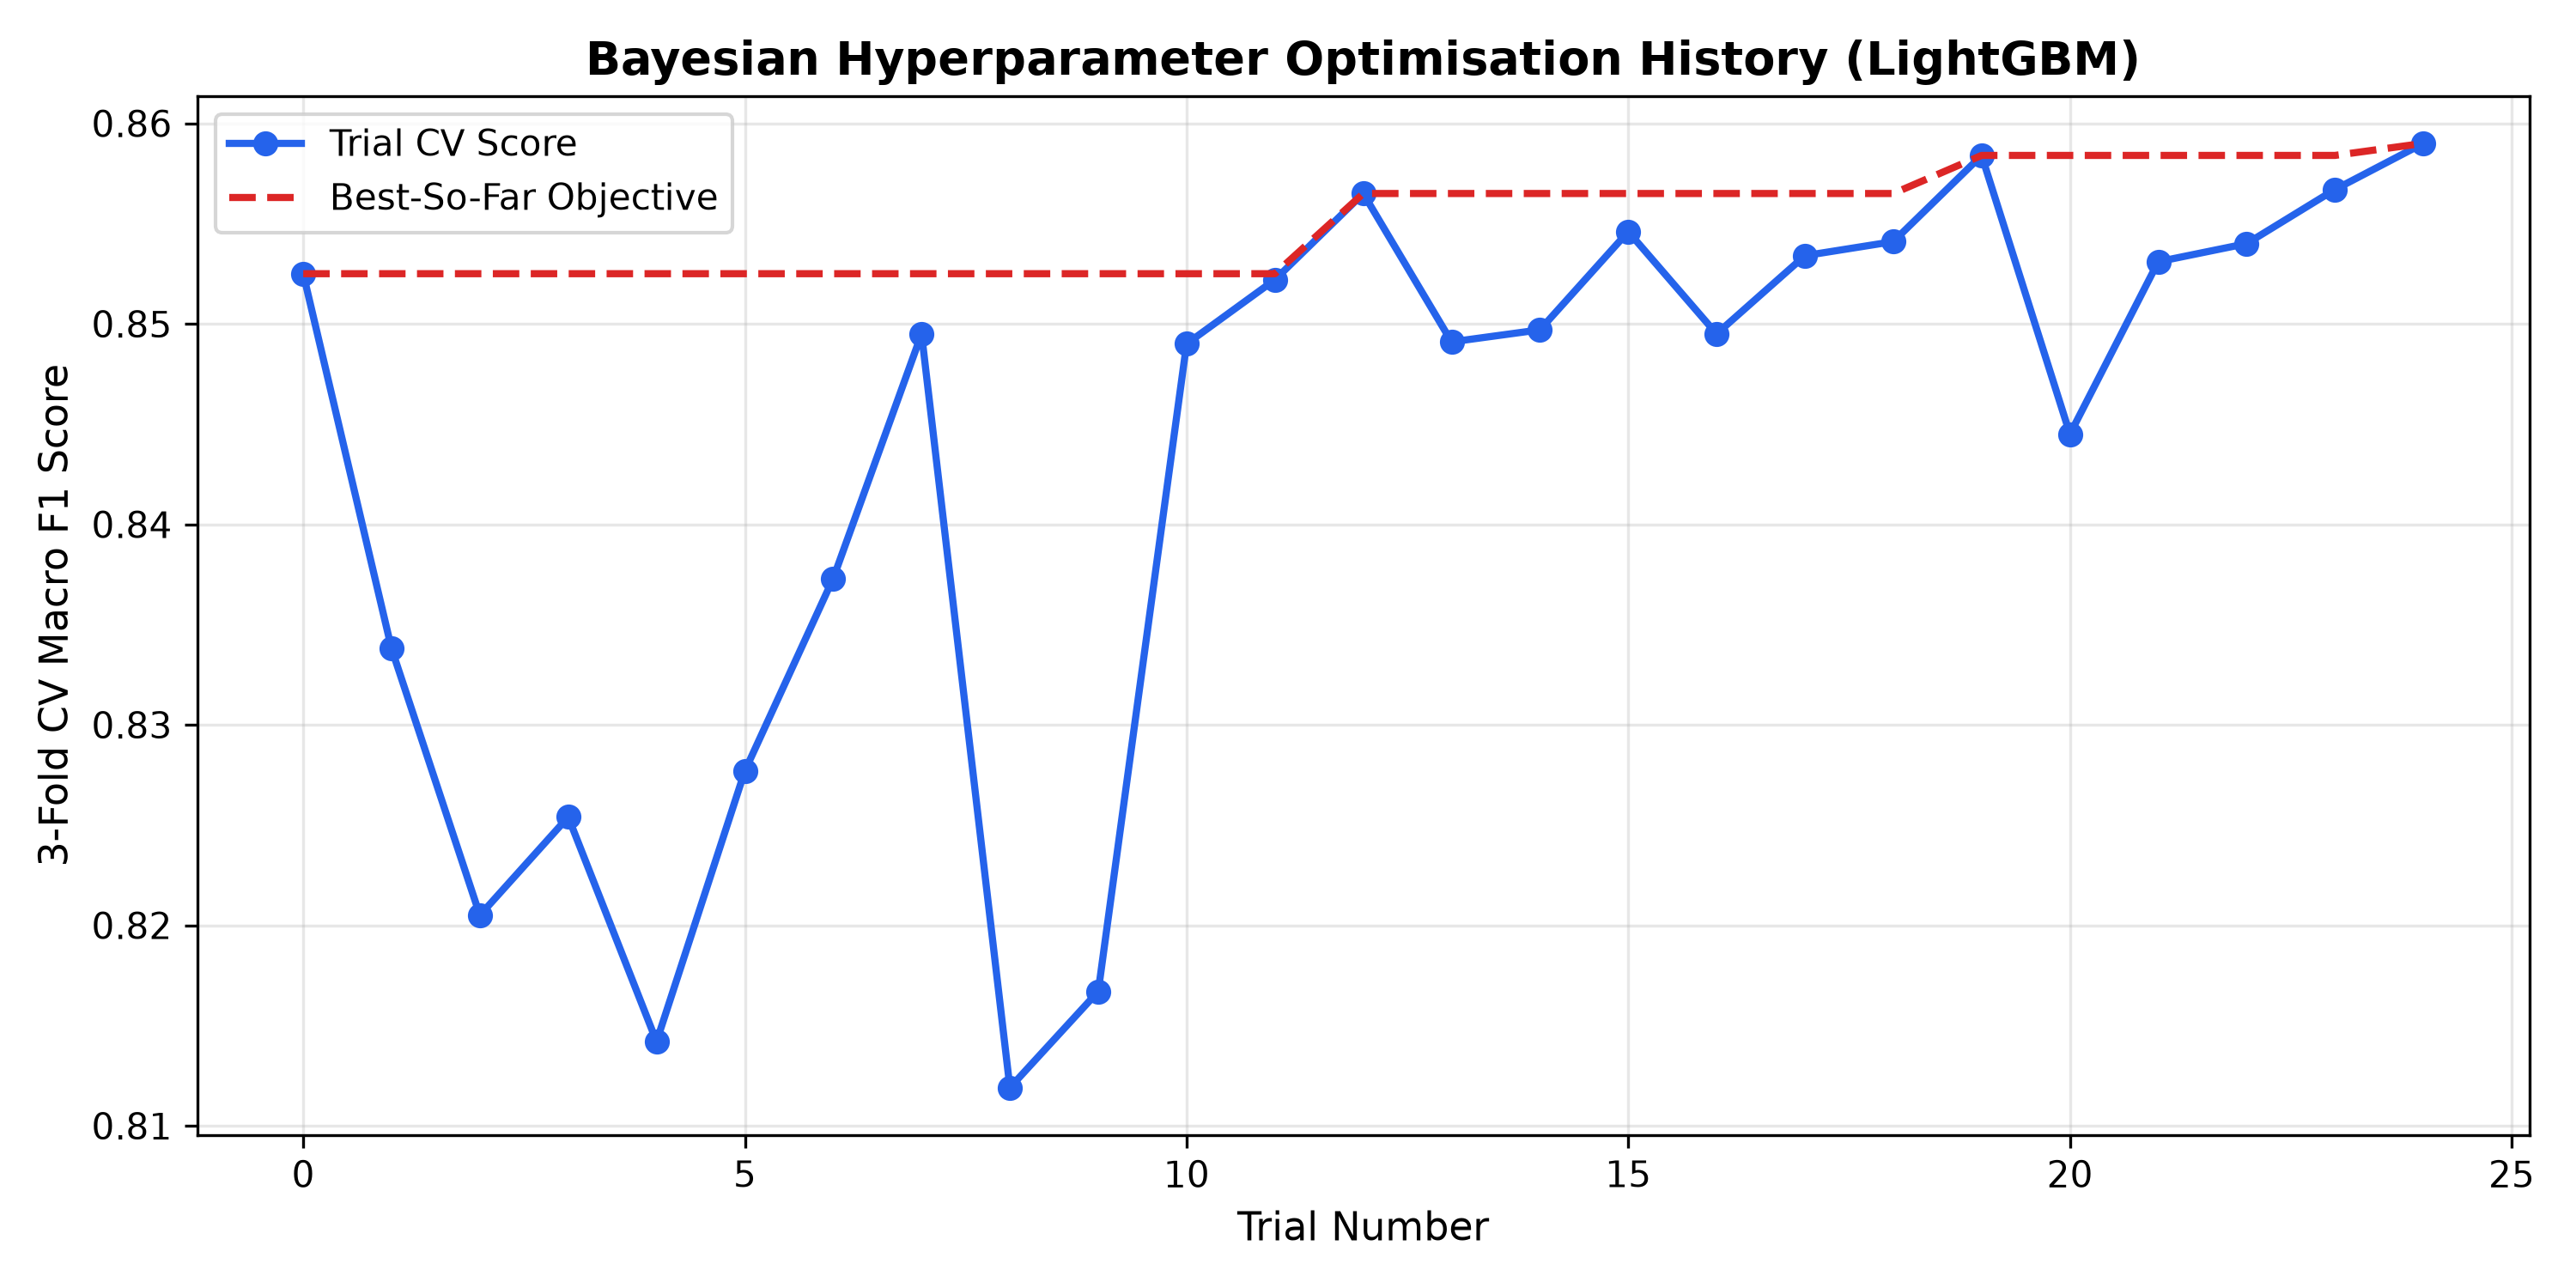 Bayesian Hyperparameter Optimisation History (LightGBM)
Trial CV Score
Best-So-Far Objective
3-Fold CV Macro F1 Score
0.86
0.85
0.84
0.83
0.82
0.81
0 5 10 15 20 25
Trial Number